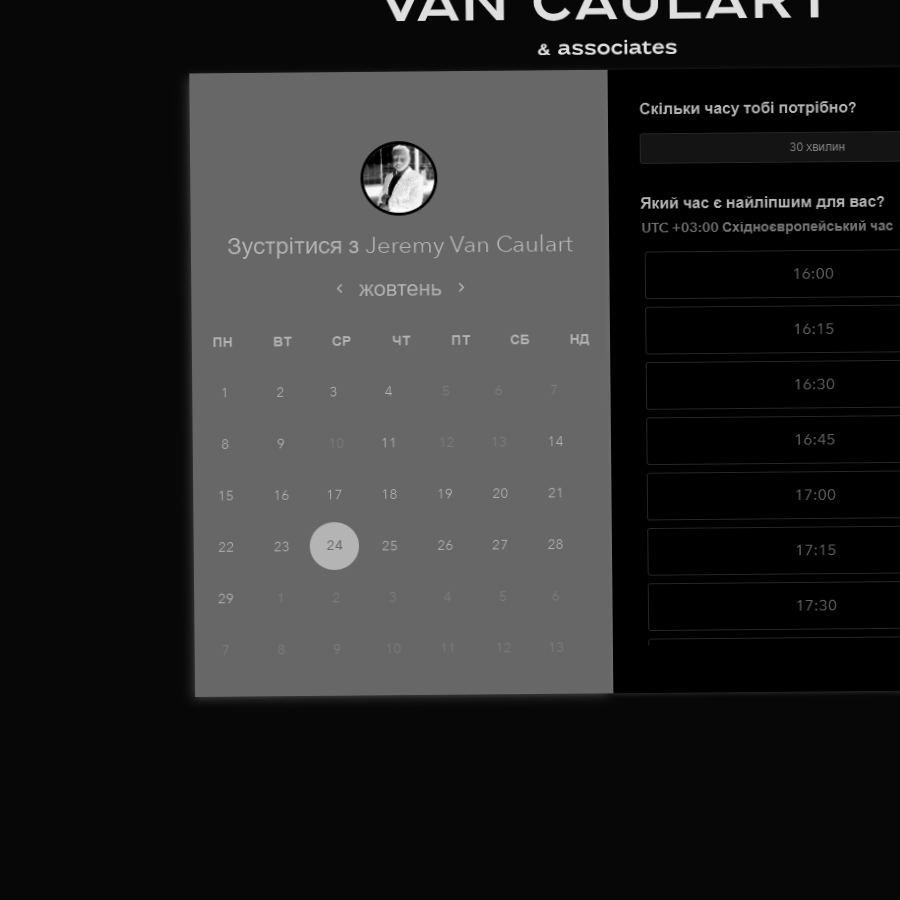 VAN CAULART
& associates
Зустрітися з Jeremy Van Caulart
жовтень
ПН ВТ СР ЧТ ПТ СБ НД
1 2 3 4 5 6 7
8 9 10 11 12 13 14
15 16 17 18 19 20 21
22 23 24 25 26 27 28
29 1 2 3 4 5 6
7 8 9 10 11 12 13
Скільки часу тобі потрібно?
30 хвилин
Який час є найліпшим для вас?
UTC +03:00 Східноєвропейський час
16:00
16:15
16:30
16:45
17:00
17:15
17:30